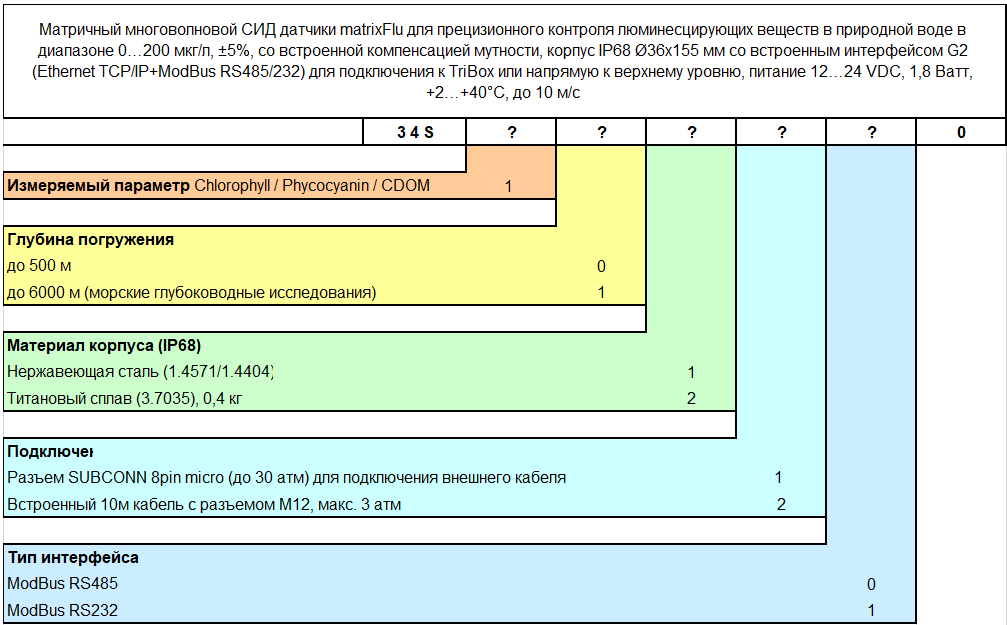 Матричный многоволновой СИД датчики matrixFlu для прецизионного контроля люминесцирующих веществ в природной воде в
диапазоне 0…200 мкг/л, ±5%, со встроенной компенсацией мутности, корпус IP68 Ø36x155 мм со встроенным интерфейсом G2
(Ethernet TCP/IP+ModBus RS485/232) для подключения к TriBox или напрямую к верхнему уровню, питание 12…24 VDC, 1,8 Ватт,
+2…+40°C, до 10 м/с
3 4 S ? ? ? ? ? 0
Измеряемый параметр Chlorophyll / Phycocyanin / CDOM 1
Глубина погружения
до 500 м 0
до 6000 м (морские глубоководные исследования) 1
Материал корпуса (IP68)
Нержавеющая сталь (1.4571/1.4404) 1
Титановый сплав (3.7035), 0,4 кг 2
Подключен
Разъем SUBCONN 8pin micro (до 30 атм) для подключения внешнего кабеля 1
Встроенный 10м кабель с разъемом M12, макс. 3 атм 2
Тип интерфейса
ModBus RS485 0
ModBus RS232 1